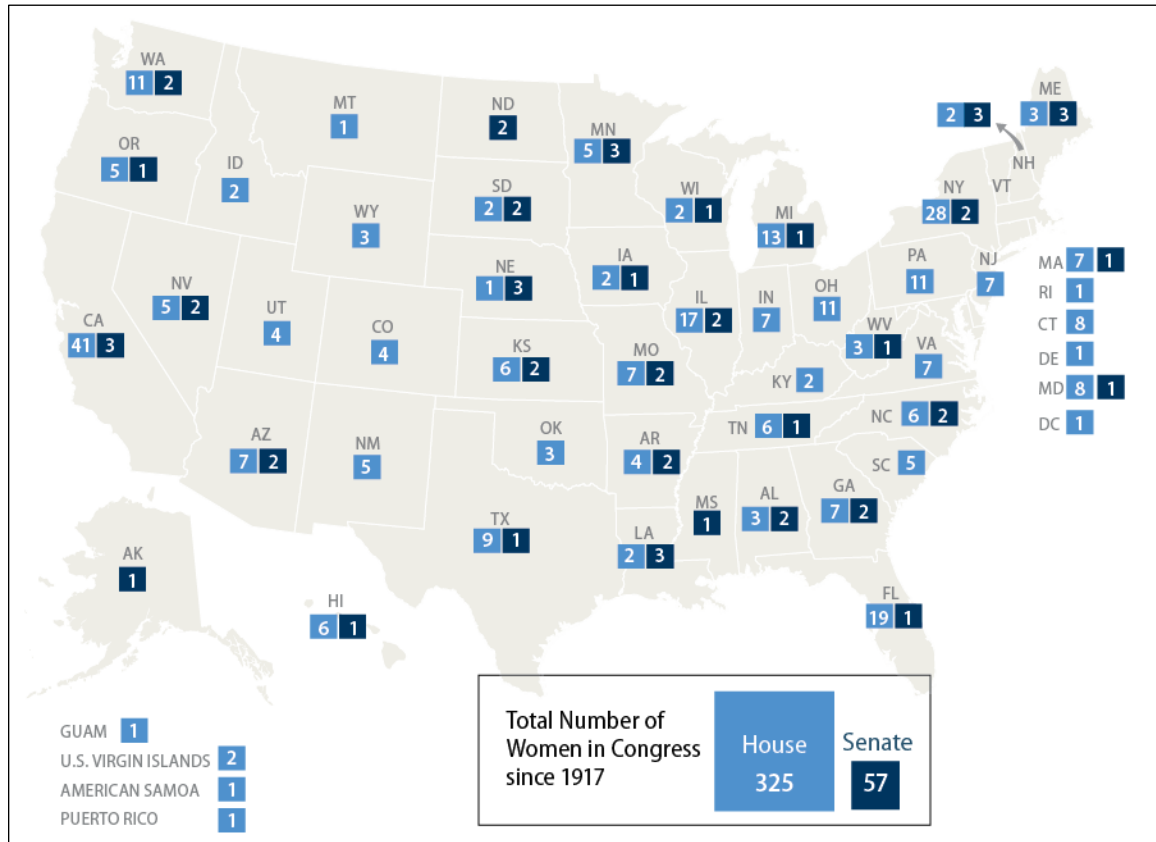 WA
11 2
MT
1
ND
2
MN
5 3
2 3
ME
3 3
NH
VT
OR
5 1
ID
2
SD
2 2
WI
2 1
MI
13 1
NY
28 2
WY
3
NE
1 3
IA
2 1
PA
11
NJ
7
MA 7 1
RI 1
CT 8
DE 1
MD 8 1
DC 1
NV
5 2
UT
4
CO
4
CA
41 3
IL
17 2
IN
7
OH
11
WV
3 1
VA
7
KS
6 2
MO
7 2
KY 2
AZ
7 2
NM
5
OK
3
AR
4 2
TN 6 1
NC 6 2
SC 5
TX
9 1
LA
2 3
MS
1
AL
3 2
GA
7 2
AK
1
HI
6 1
FL
19 1
GUAM 1
U.S. VIRGIN ISLANDS 2
AMERICAN SAMOA 1
PUERTO RICO 1
Total Number of
Women in Congress
since 1917
House
325
Senate
57